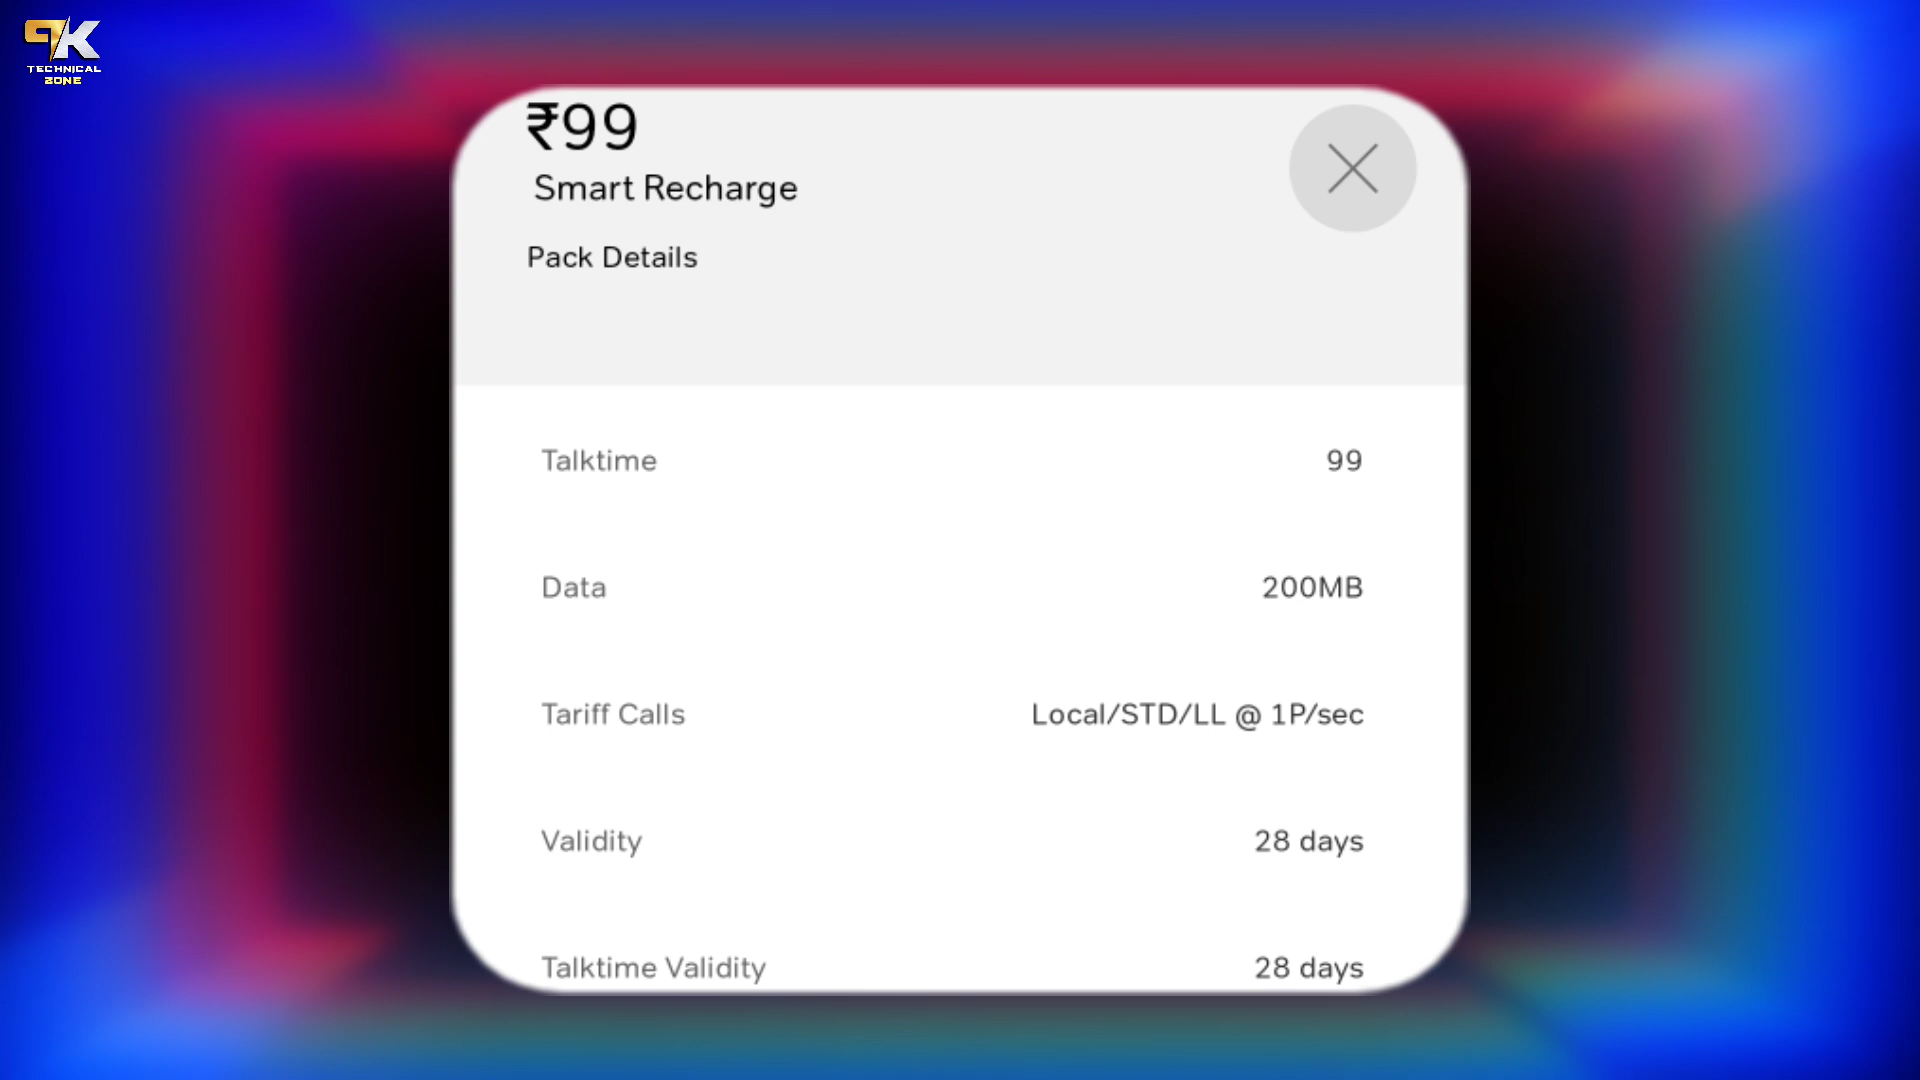 PK
TECHNICAL
ZONE
₹99
Smart Recharge
Pack Details
Talktime 99
Data 200MB
Tariff Calls Local/STD/LL @ 1P/sec
Validity 28 days
Talktime Validity 28 days